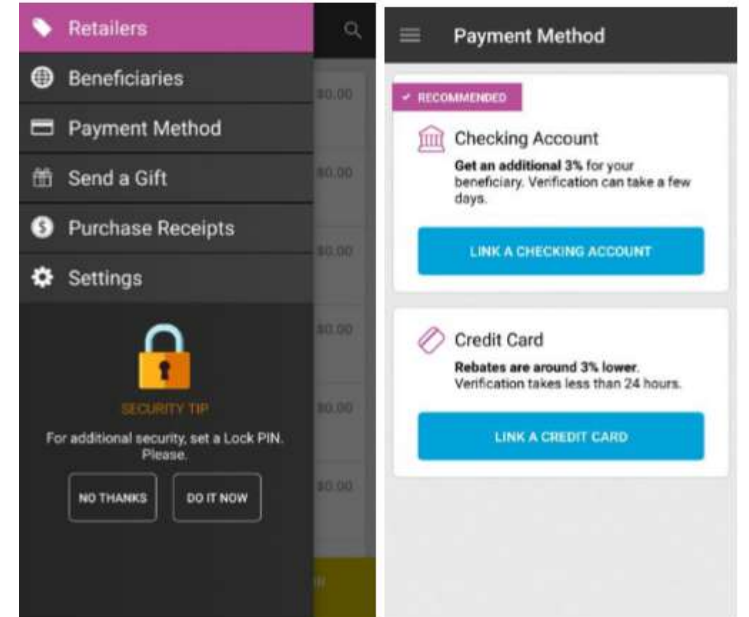 Retailers
Beneficiaries
$0.00
Payment Method
Send a Gift
$0.00
Purchase Receipts
$0.00
Settings
$0.00
SECURITY TIP
$0.00
For additional security, set a Lock PIN.
Please.
NO THANKS
DO IT NOW
$0.00
Payment Method
RECOMMENDED
Checking Account
Get an additional 3% for your
beneficiary. Verification can take a few
days.
LINK A CHECKING ACCOUNT
Credit Card
Rebates are around 3% lower.
Verification takes less than 24 hours.
LINK A CREDIT CARD